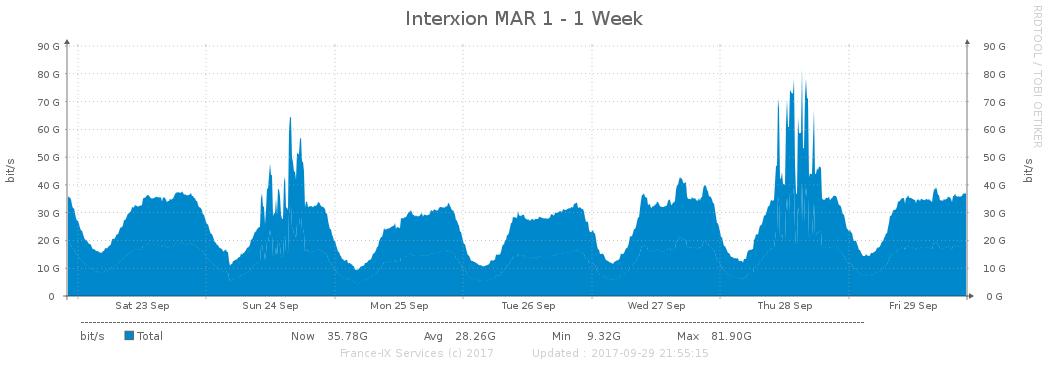 Interxion MAR 1 - 1 Week
RRDTOOL / TOBI OETIKER
90 G 90 G
80 G 80 G
70 G 70 G
60 G 60 G
50 G 50 G
40 G 40 G
30 G 30 G
20 G 20 G
10 G 10 G
0 0 G
bit/s
bit/s
Sat 23 Sep Sun 24 Sep Mon 25 Sep Tue 26 Sep Wed 27 Sep Thu 28 Sep Fri 29 Sep
bit/s Total Now 35.78G Avg 28.26G Min 9.32G Max 81.90G
France-IX Services (c) 2017 Updated : 2017-09-29 21:55:15